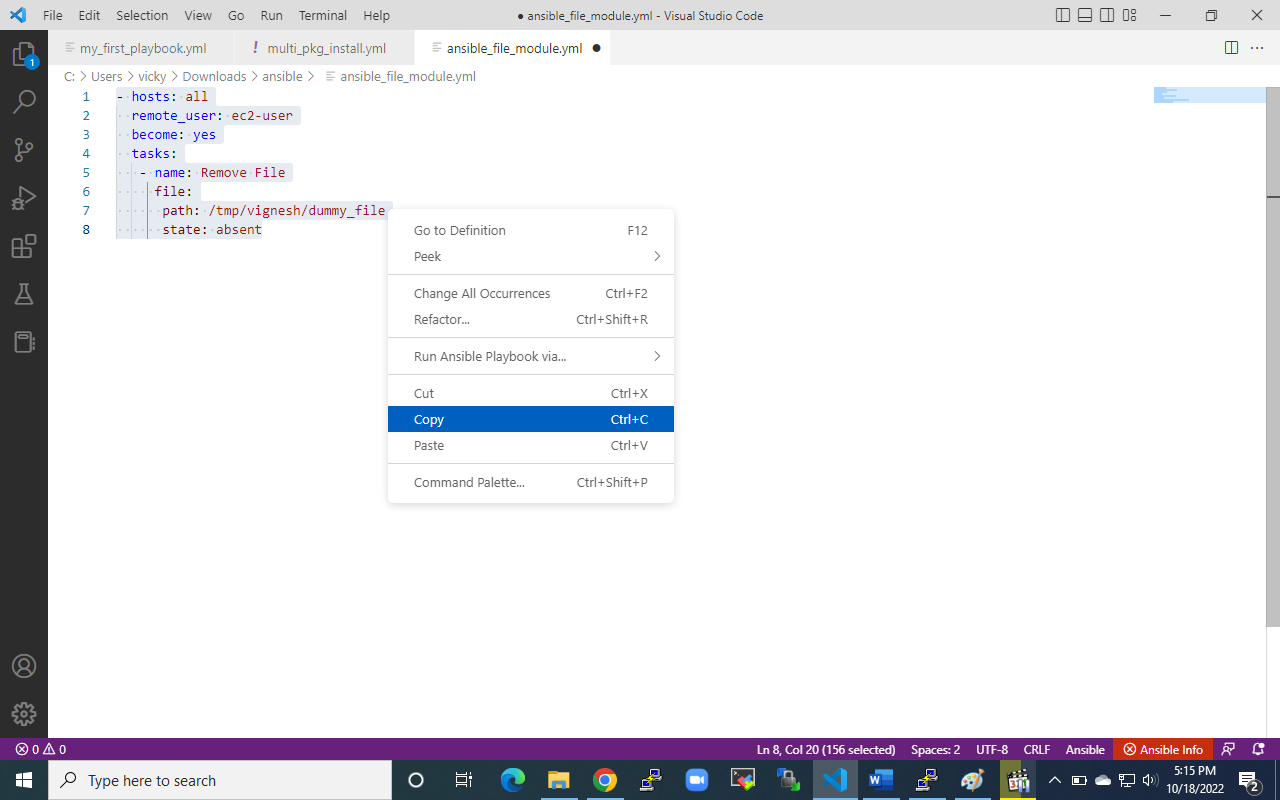 File Edit Selection View Go Run Terminal Help
● ansible_file_module.yml - Visual Studio Code
my_first_playbook.yml
! multi_pkg_install.yml
ansible_file_module.yml ●
C: > Users > vicky > Downloads > ansible > ansible_file_module.yml
1 - hosts: all
2 remote_user: ec2-user
3 become: yes
4 tasks:
5 - name: Remove File
6 file:
7 path: /tmp/vignesh/dummy_file
8 state: absent
Go to Definition F12
Peek
Change All Occurrences Ctrl+F2
Refactor... Ctrl+Shift+R
Run Ansible Playbook via...
Cut Ctrl+X
Copy Ctrl+C
Paste Ctrl+V
Command Palette... Ctrl+Shift+P
1
0 0
Ln 8, Col 20 (156 selected) Spaces: 2 UTF-8 CRLF Ansible Ansible Info
Type here to search
5:15 PM
10/18/2022
2